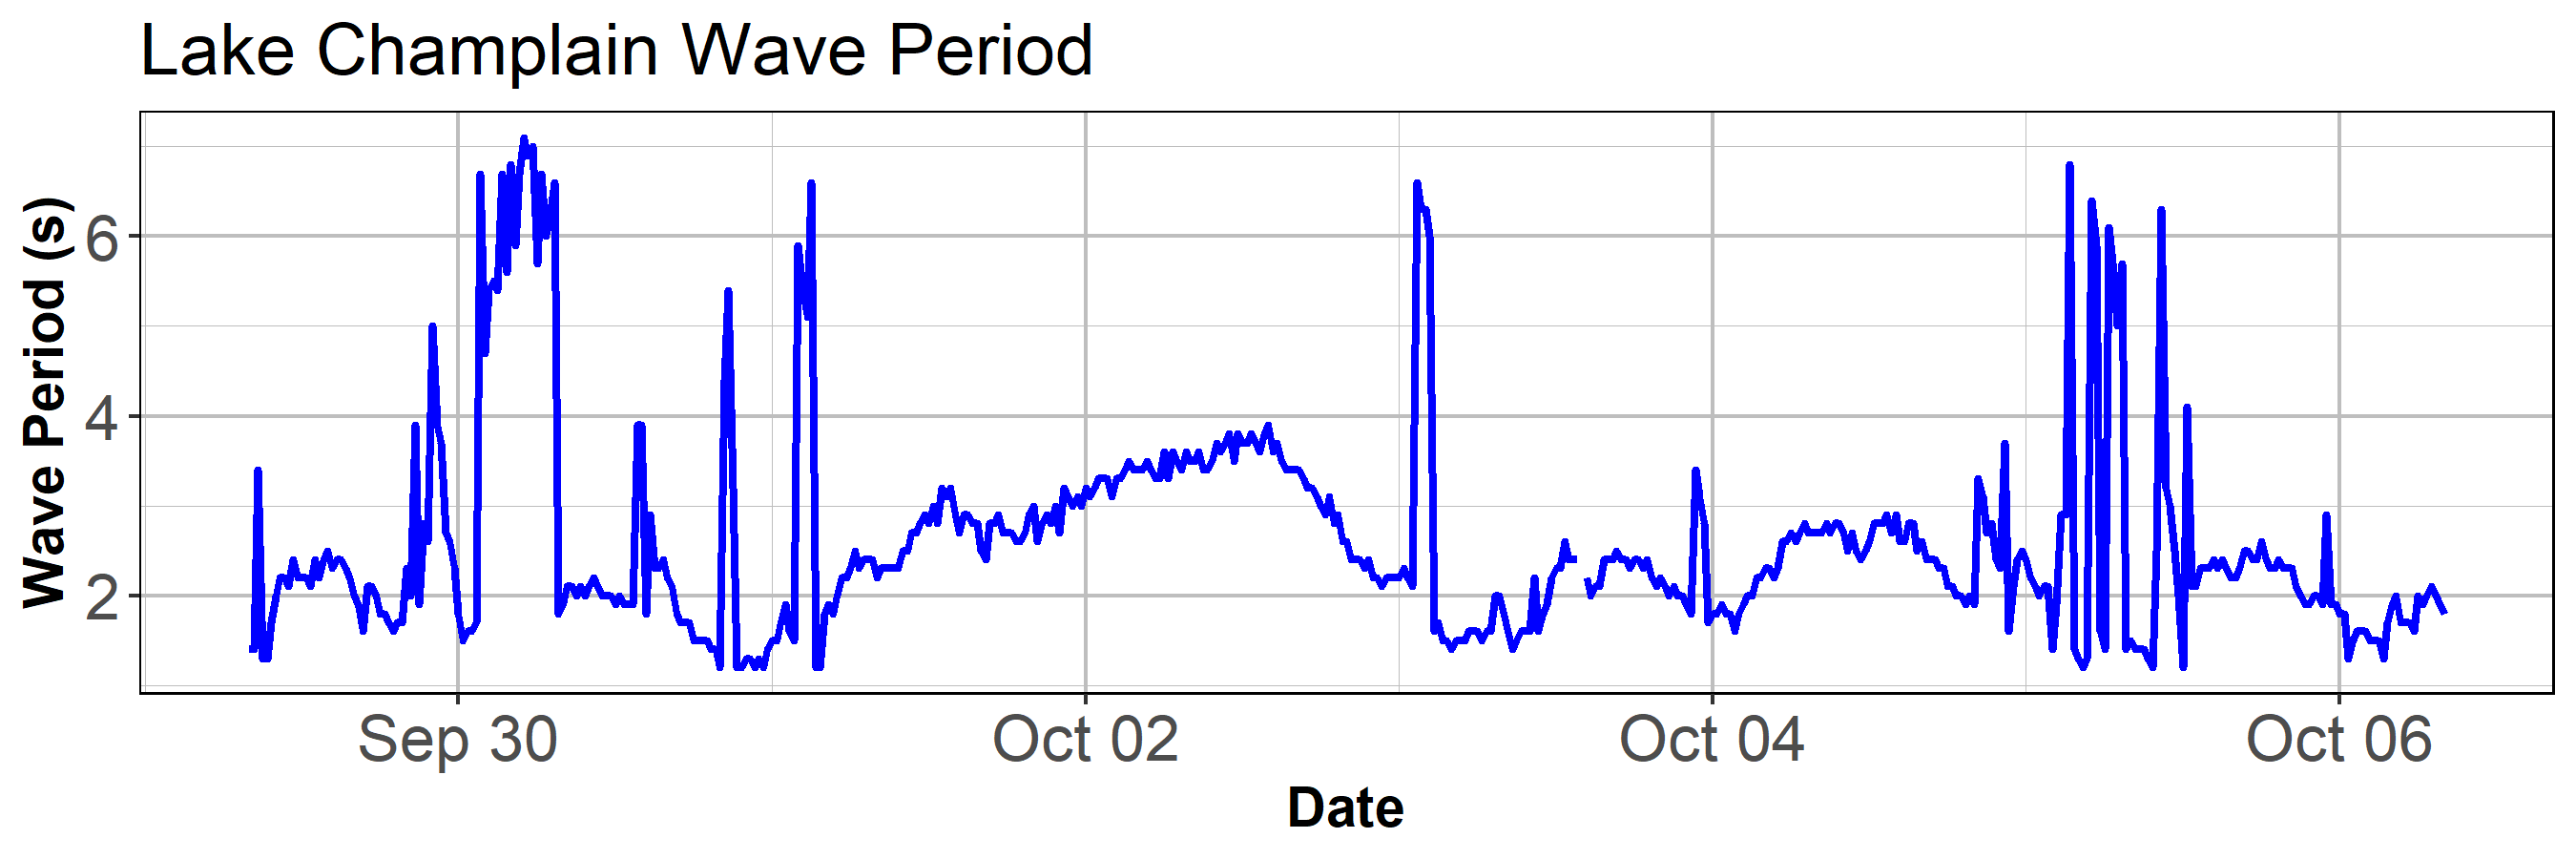 Lake Champlain Wave Period
Wave Period (s)
6
4
2
Sep 30
Oct 02
Oct 04
Oct 06
Date